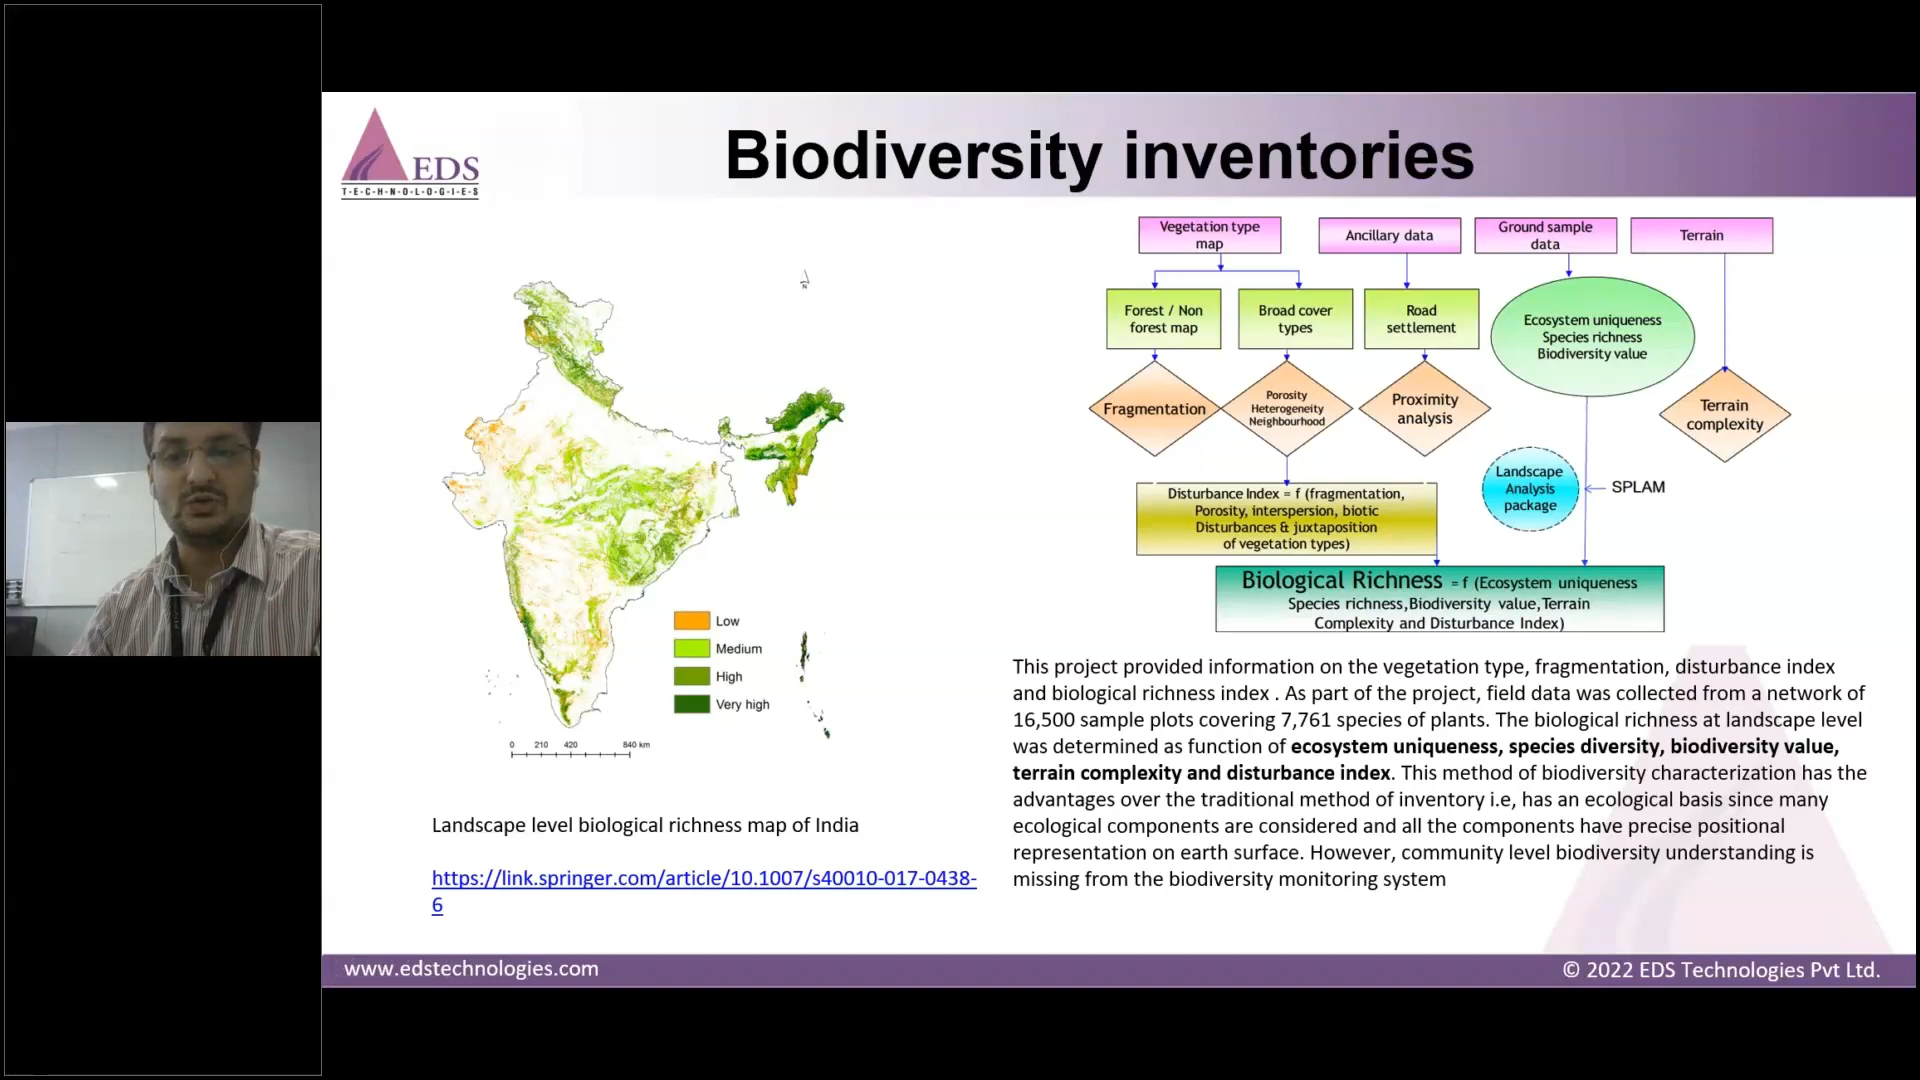 EDS
T·E·C·H·N·O·L·O·G·I·E·S
Biodiversity inventories
Vegetation type
map
Ancillary data
Ground sample
data
Terrain
Forest / Non
forest map
Broad cover
types
Road
settlement
Ecosystem uniqueness
Species richness
Biodiversity value
Fragmentation
Porosity
Heterogeneity
Neighbourhood
Proximity
analysis
Terrain
complexity
Landscape
Analysis
package
SPLAM
Disturbance Index = f (fragmentation,
Porosity, interspersion, biotic
Disturbances & juxtaposition
of vegetation types)
Biological Richness = f (Ecosystem uniqueness
Species richness,Biodiversity value,Terrain
Complexity and Disturbance Index)
N
Low
Medium
High
Very high
0 210 420 840 km
Landscape level biological richness map of India
https://link.springer.com/article/10.1007/s40010-017-0438-
6
This project provided information on the vegetation type, fragmentation, disturbance index
and biological richness index . As part of the project, field data was collected from a network of
16,500 sample plots covering 7,761 species of plants. The biological richness at landscape level
was determined as function of ecosystem uniqueness, species diversity, biodiversity value,
terrain complexity and disturbance index. This method of biodiversity characterization has the
advantages over the traditional method of inventory i.e, has an ecological basis since many
ecological components are considered and all the components have precise positional
representation on earth surface. However, community level biodiversity understanding is
missing from the biodiversity monitoring system
www.edstechnologies.com
© 2022 EDS Technologies Pvt Ltd.